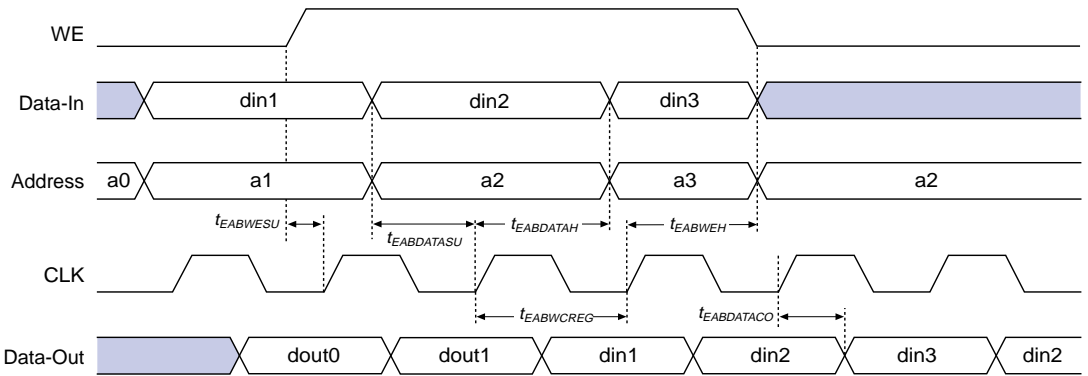 WE
Data-In din1 din2 din3
Address a0 a1 a2 a3 a2
tEABWESU tEABDATASU tEABDATAH tEABWEH
CLK
tEABWCREG tEABDATACO
Data-Out dout0 dout1 din1 din2 din3 din2